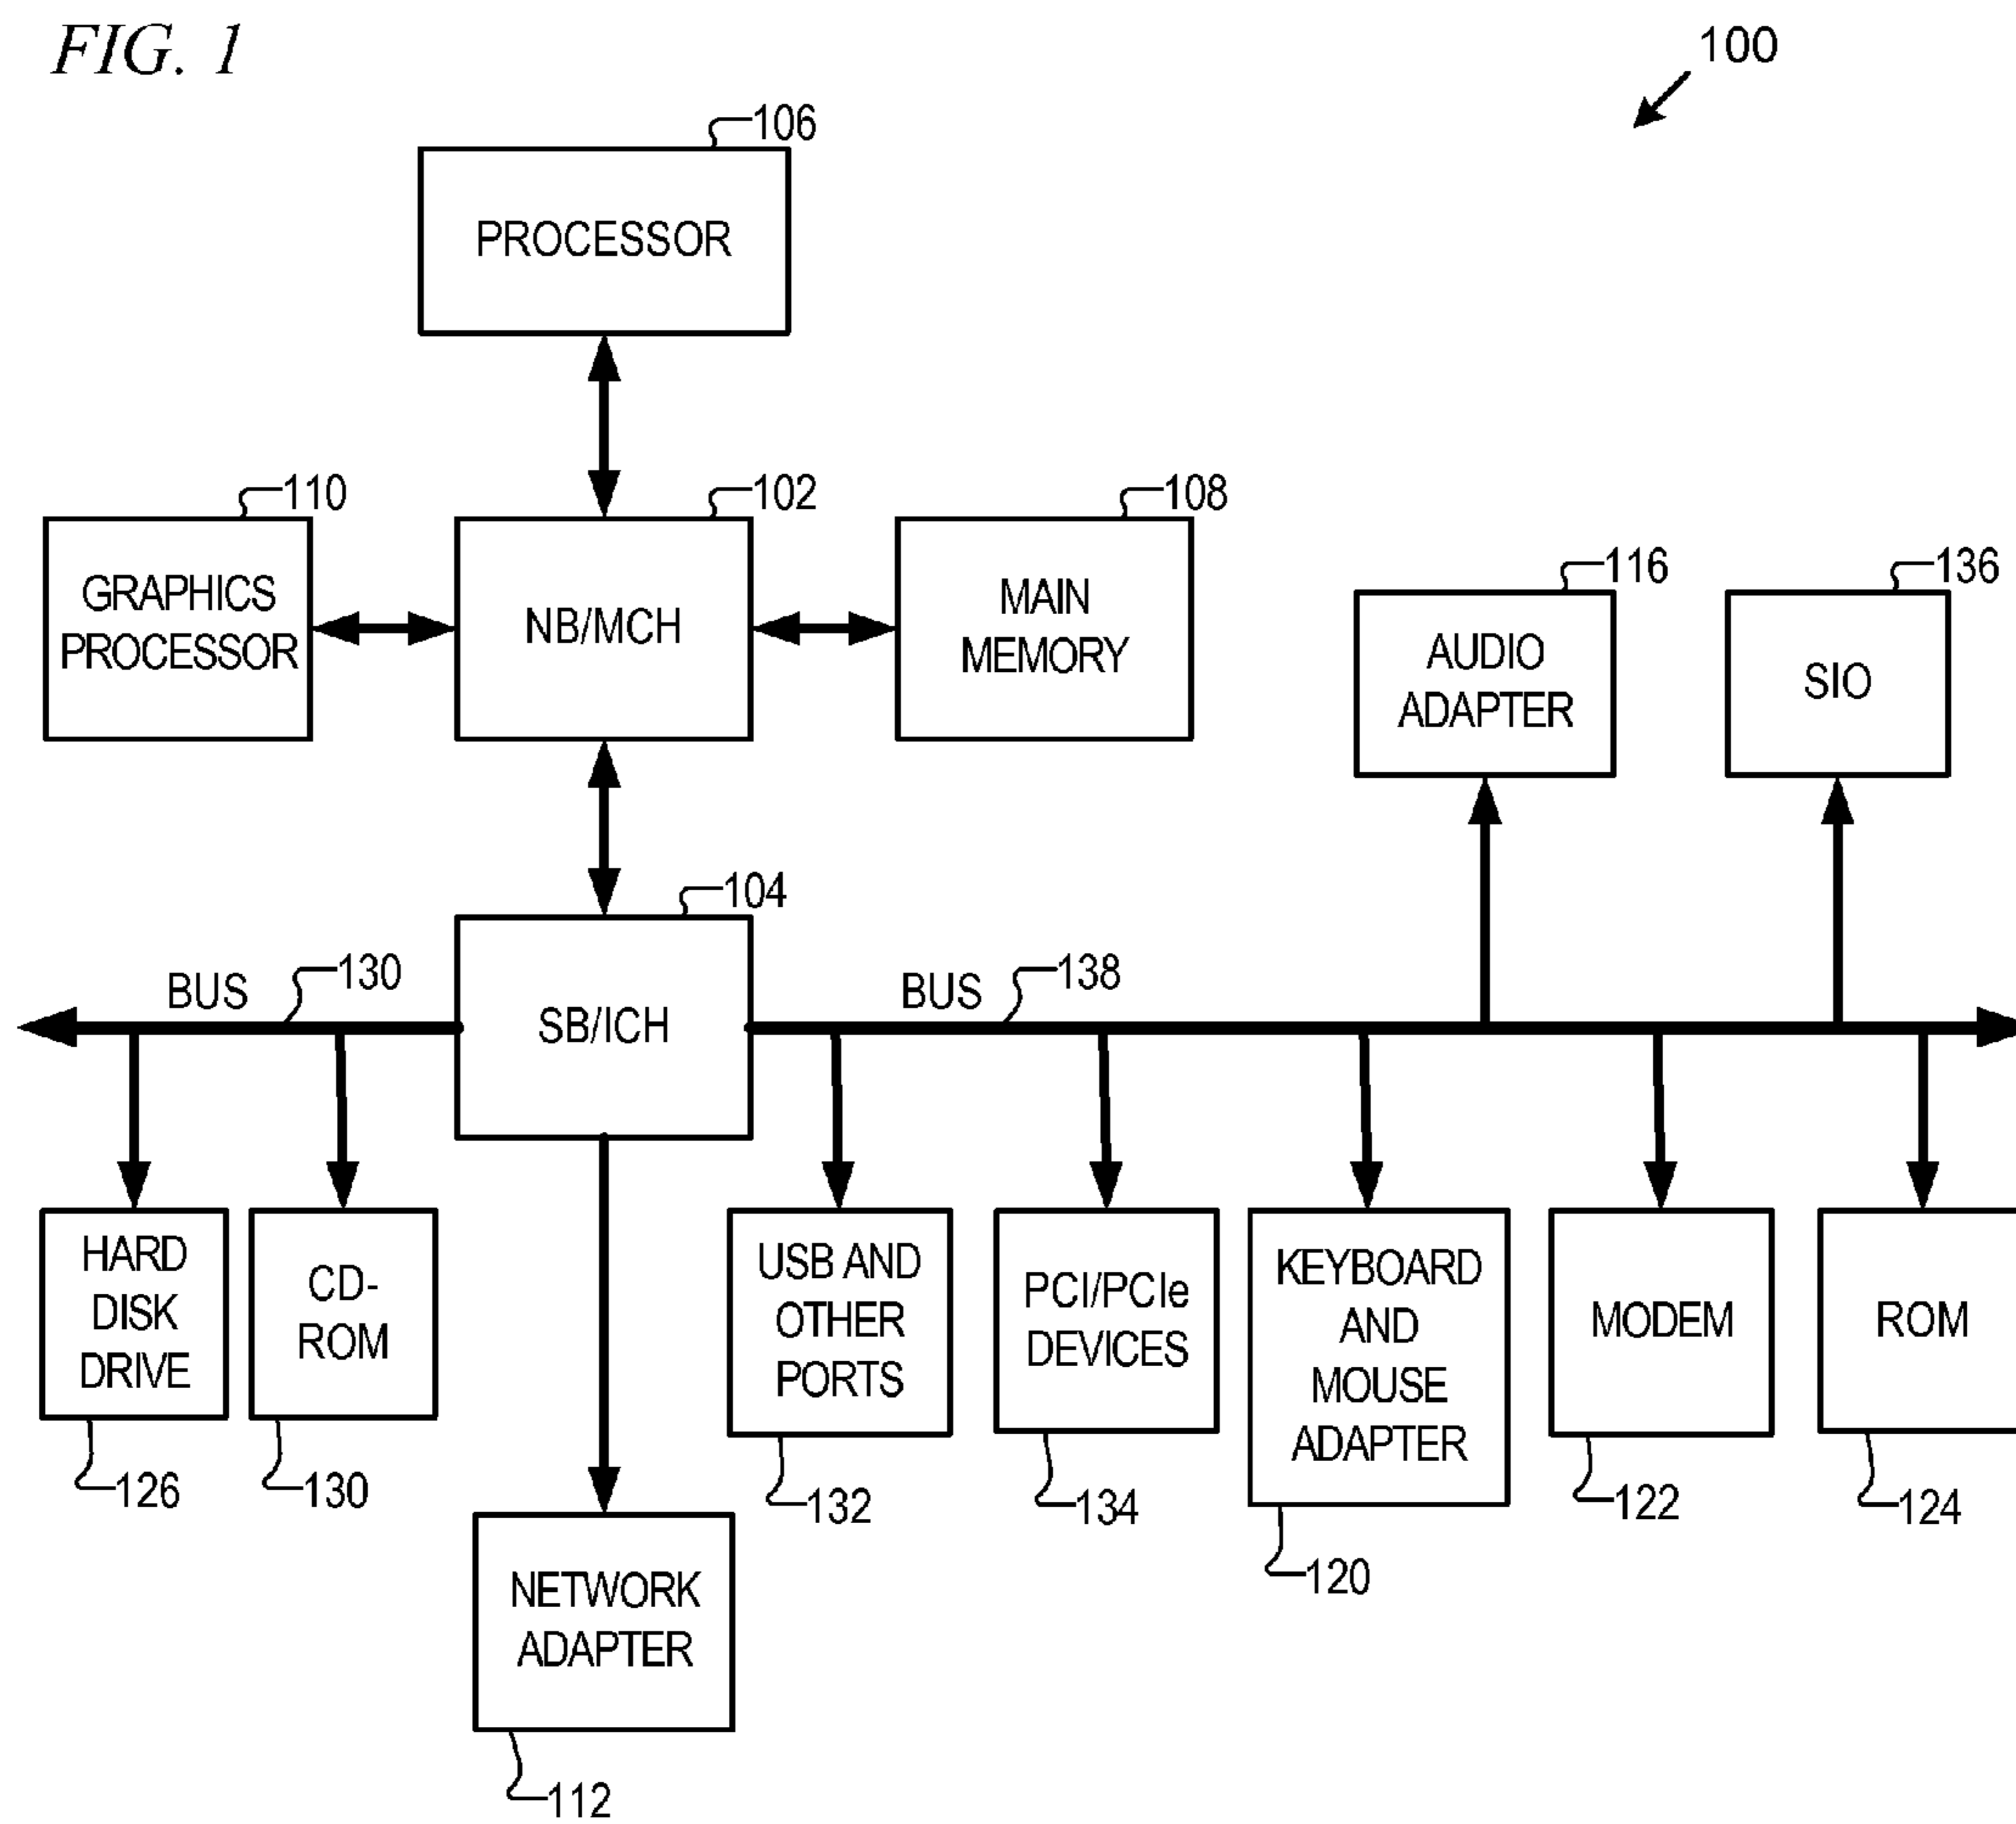 FIG. 1
100
106
PROCESSOR
110
GRAPHICS
PROCESSOR
102
NB/MCH
108
MAIN
MEMORY
116
AUDIO
ADAPTER
136
SIO
104
SB/ICH
BUS
130
BUS
138
HARD
DISK
DRIVE
126
CD-
ROM
130
USB AND
OTHER
PORTS
132
PCI/PCIe
DEVICES
134
KEYBOARD
AND
MOUSE
ADAPTER
120
MODEM
122
ROM
124
NETWORK
ADAPTER
112